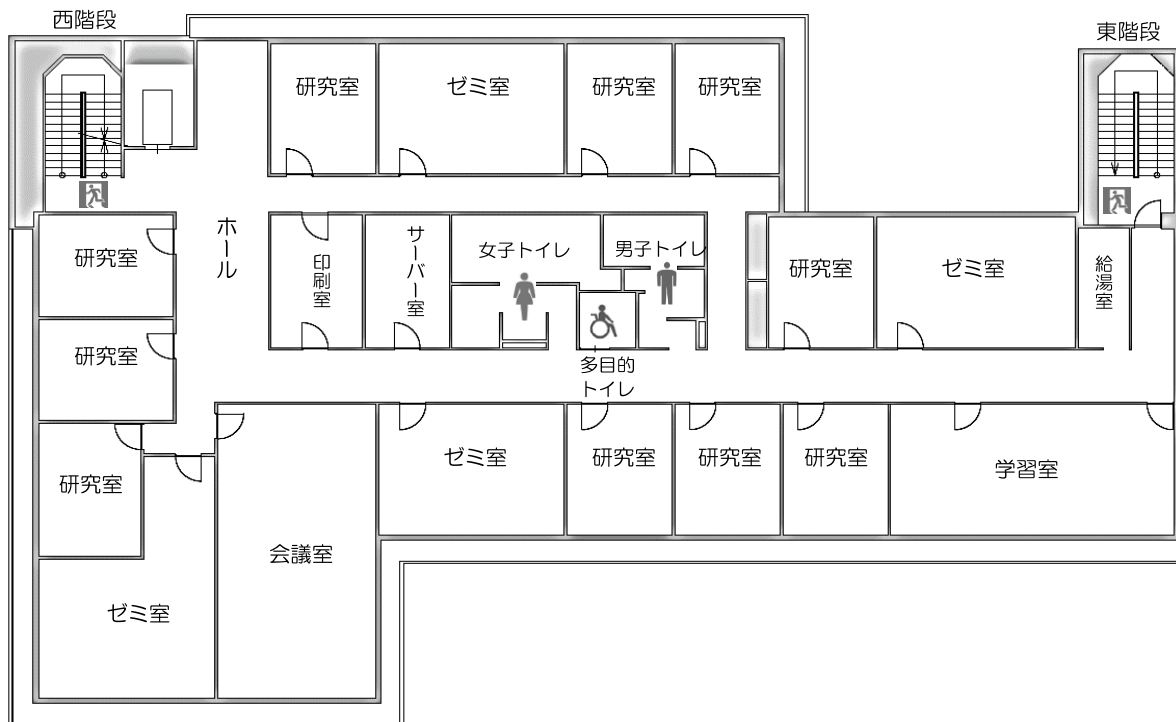 西階段
東階段
研究室
ゼミ室
研究室
研究室
ホール
研究室
印刷室
サーバー室
女子トイレ
男子トイレ
研究室
ゼミ室
給湯室
研究室
多目的
トイレ
研究室
ゼミ室
研究室
研究室
研究室
学習室
会議室
ゼミ室